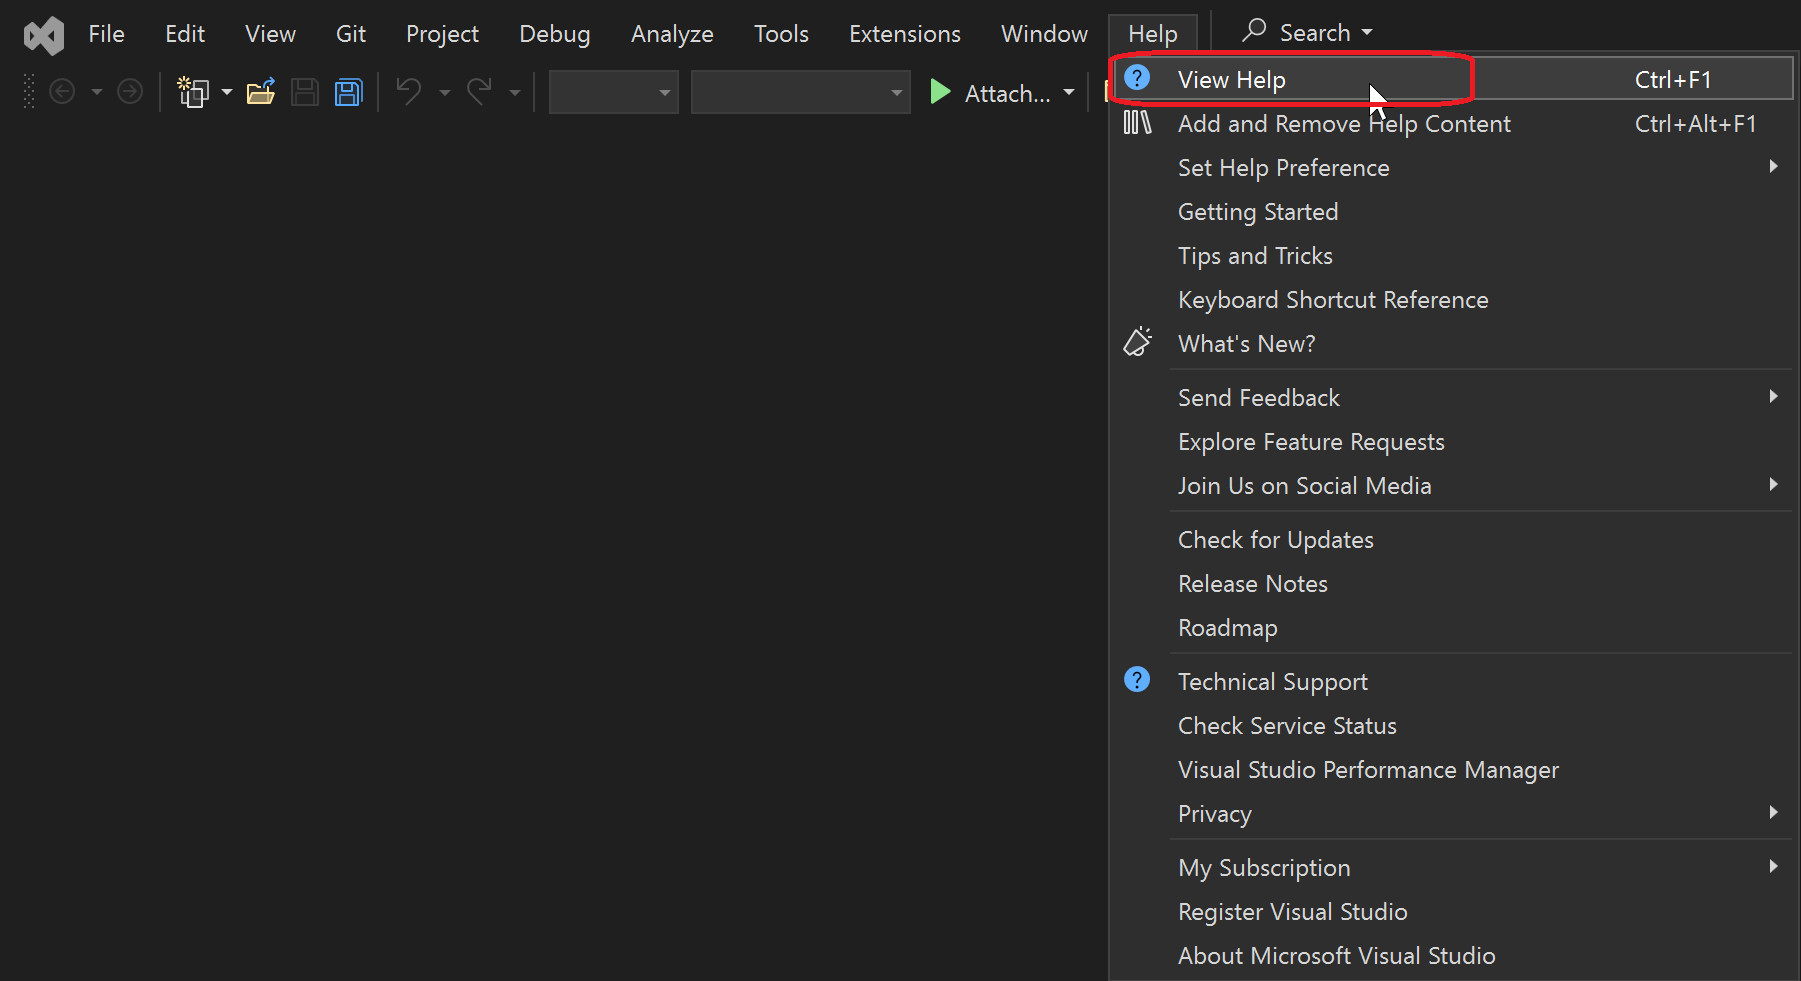 File Edit View Git Project Debug Analyze Tools Extensions Window Help Search
Attach...
View Help Ctrl+F1
Add and Remove Help Content Ctrl+Alt+F1
Set Help Preference
Getting Started
Tips and Tricks
Keyboard Shortcut Reference
What's New?
Send Feedback
Explore Feature Requests
Join Us on Social Media
Check for Updates
Release Notes
Roadmap
Technical Support
Check Service Status
Visual Studio Performance Manager
Privacy
My Subscription
Register Visual Studio
About Microsoft Visual Studio